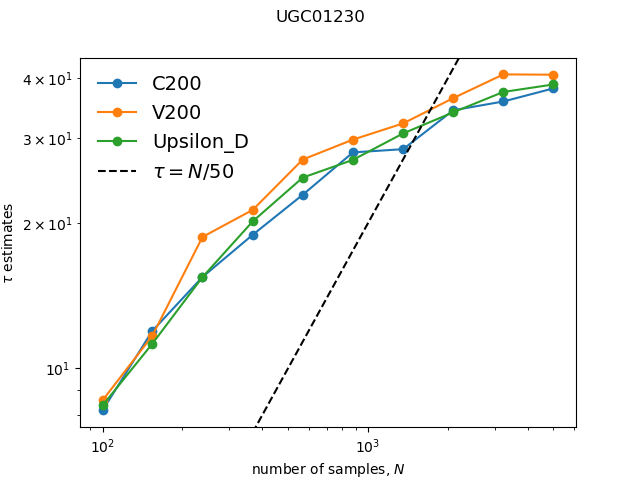 UGC01230
C200
V200
Upsilon_D
τ = N/50
4 × 10¹
3 × 10¹
2 × 10¹
10¹
τ estimates
10²
10³
number of samples, N